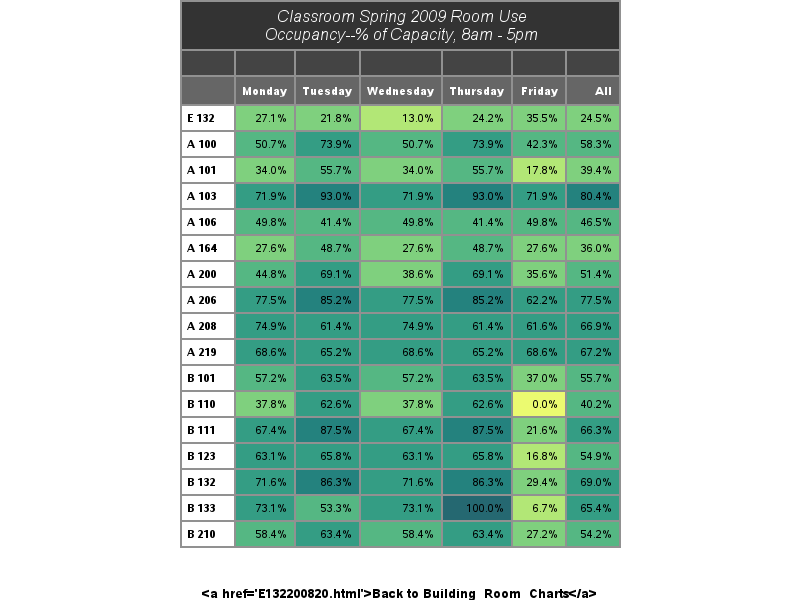 Classroom Spring 2009 Room Use
Occupancy--% of Capacity, 8am - 5pm
Monday Tuesday Wednesday Thursday Friday All
E 132 27.1% 21.8% 13.0% 24.2% 35.5% 24.5%
A 100 50.7% 73.9% 50.7% 73.9% 42.3% 58.3%
A 101 34.0% 55.7% 34.0% 55.7% 17.8% 39.4%
A 103 71.9% 93.0% 71.9% 93.0% 71.9% 80.4%
A 106 49.8% 41.4% 49.8% 41.4% 49.8% 46.5%
A 164 27.6% 48.7% 27.6% 48.7% 27.6% 36.0%
A 200 44.8% 69.1% 38.6% 69.1% 35.6% 51.4%
A 206 77.5% 85.2% 77.5% 85.2% 62.2% 77.5%
A 208 74.9% 61.4% 74.9% 61.4% 61.6% 66.9%
A 219 68.6% 65.2% 68.6% 65.2% 68.6% 67.2%
B 101 57.2% 63.5% 57.2% 63.5% 37.0% 55.7%
B 110 37.8% 62.6% 37.8% 62.6% 0.0% 40.2%
B 111 67.4% 87.5% 67.4% 87.5% 21.6% 66.3%
B 123 63.1% 65.8% 63.1% 65.8% 16.8% 54.9%
B 132 71.6% 86.3% 71.6% 86.3% 29.4% 69.0%
B 133 73.1% 53.3% 73.1% 100.0% 6.7% 65.4%
B 210 58.4% 63.4% 58.4% 63.4% 27.2% 54.2%
<a href='E132200820.html'>Back to Building_Room_Charts</a>